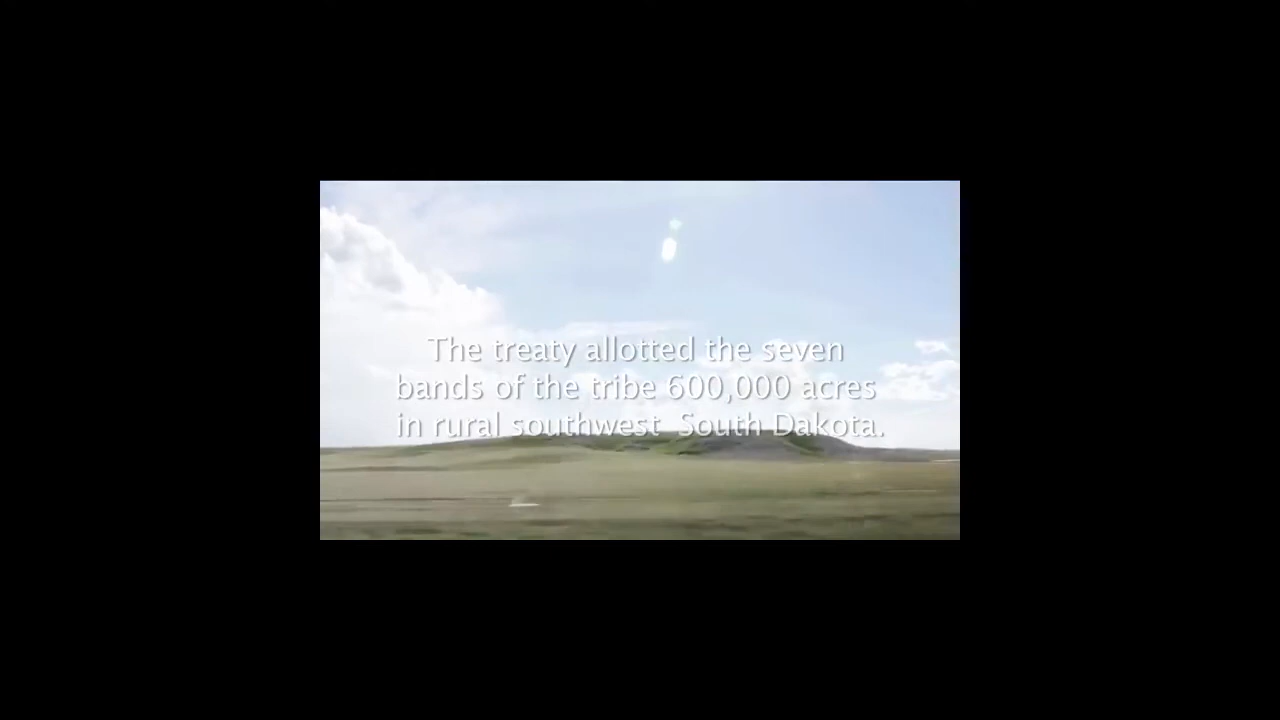 The treaty allotted the seven
bands of the tribe 600,000 acres
in rural southwest South Dakota.